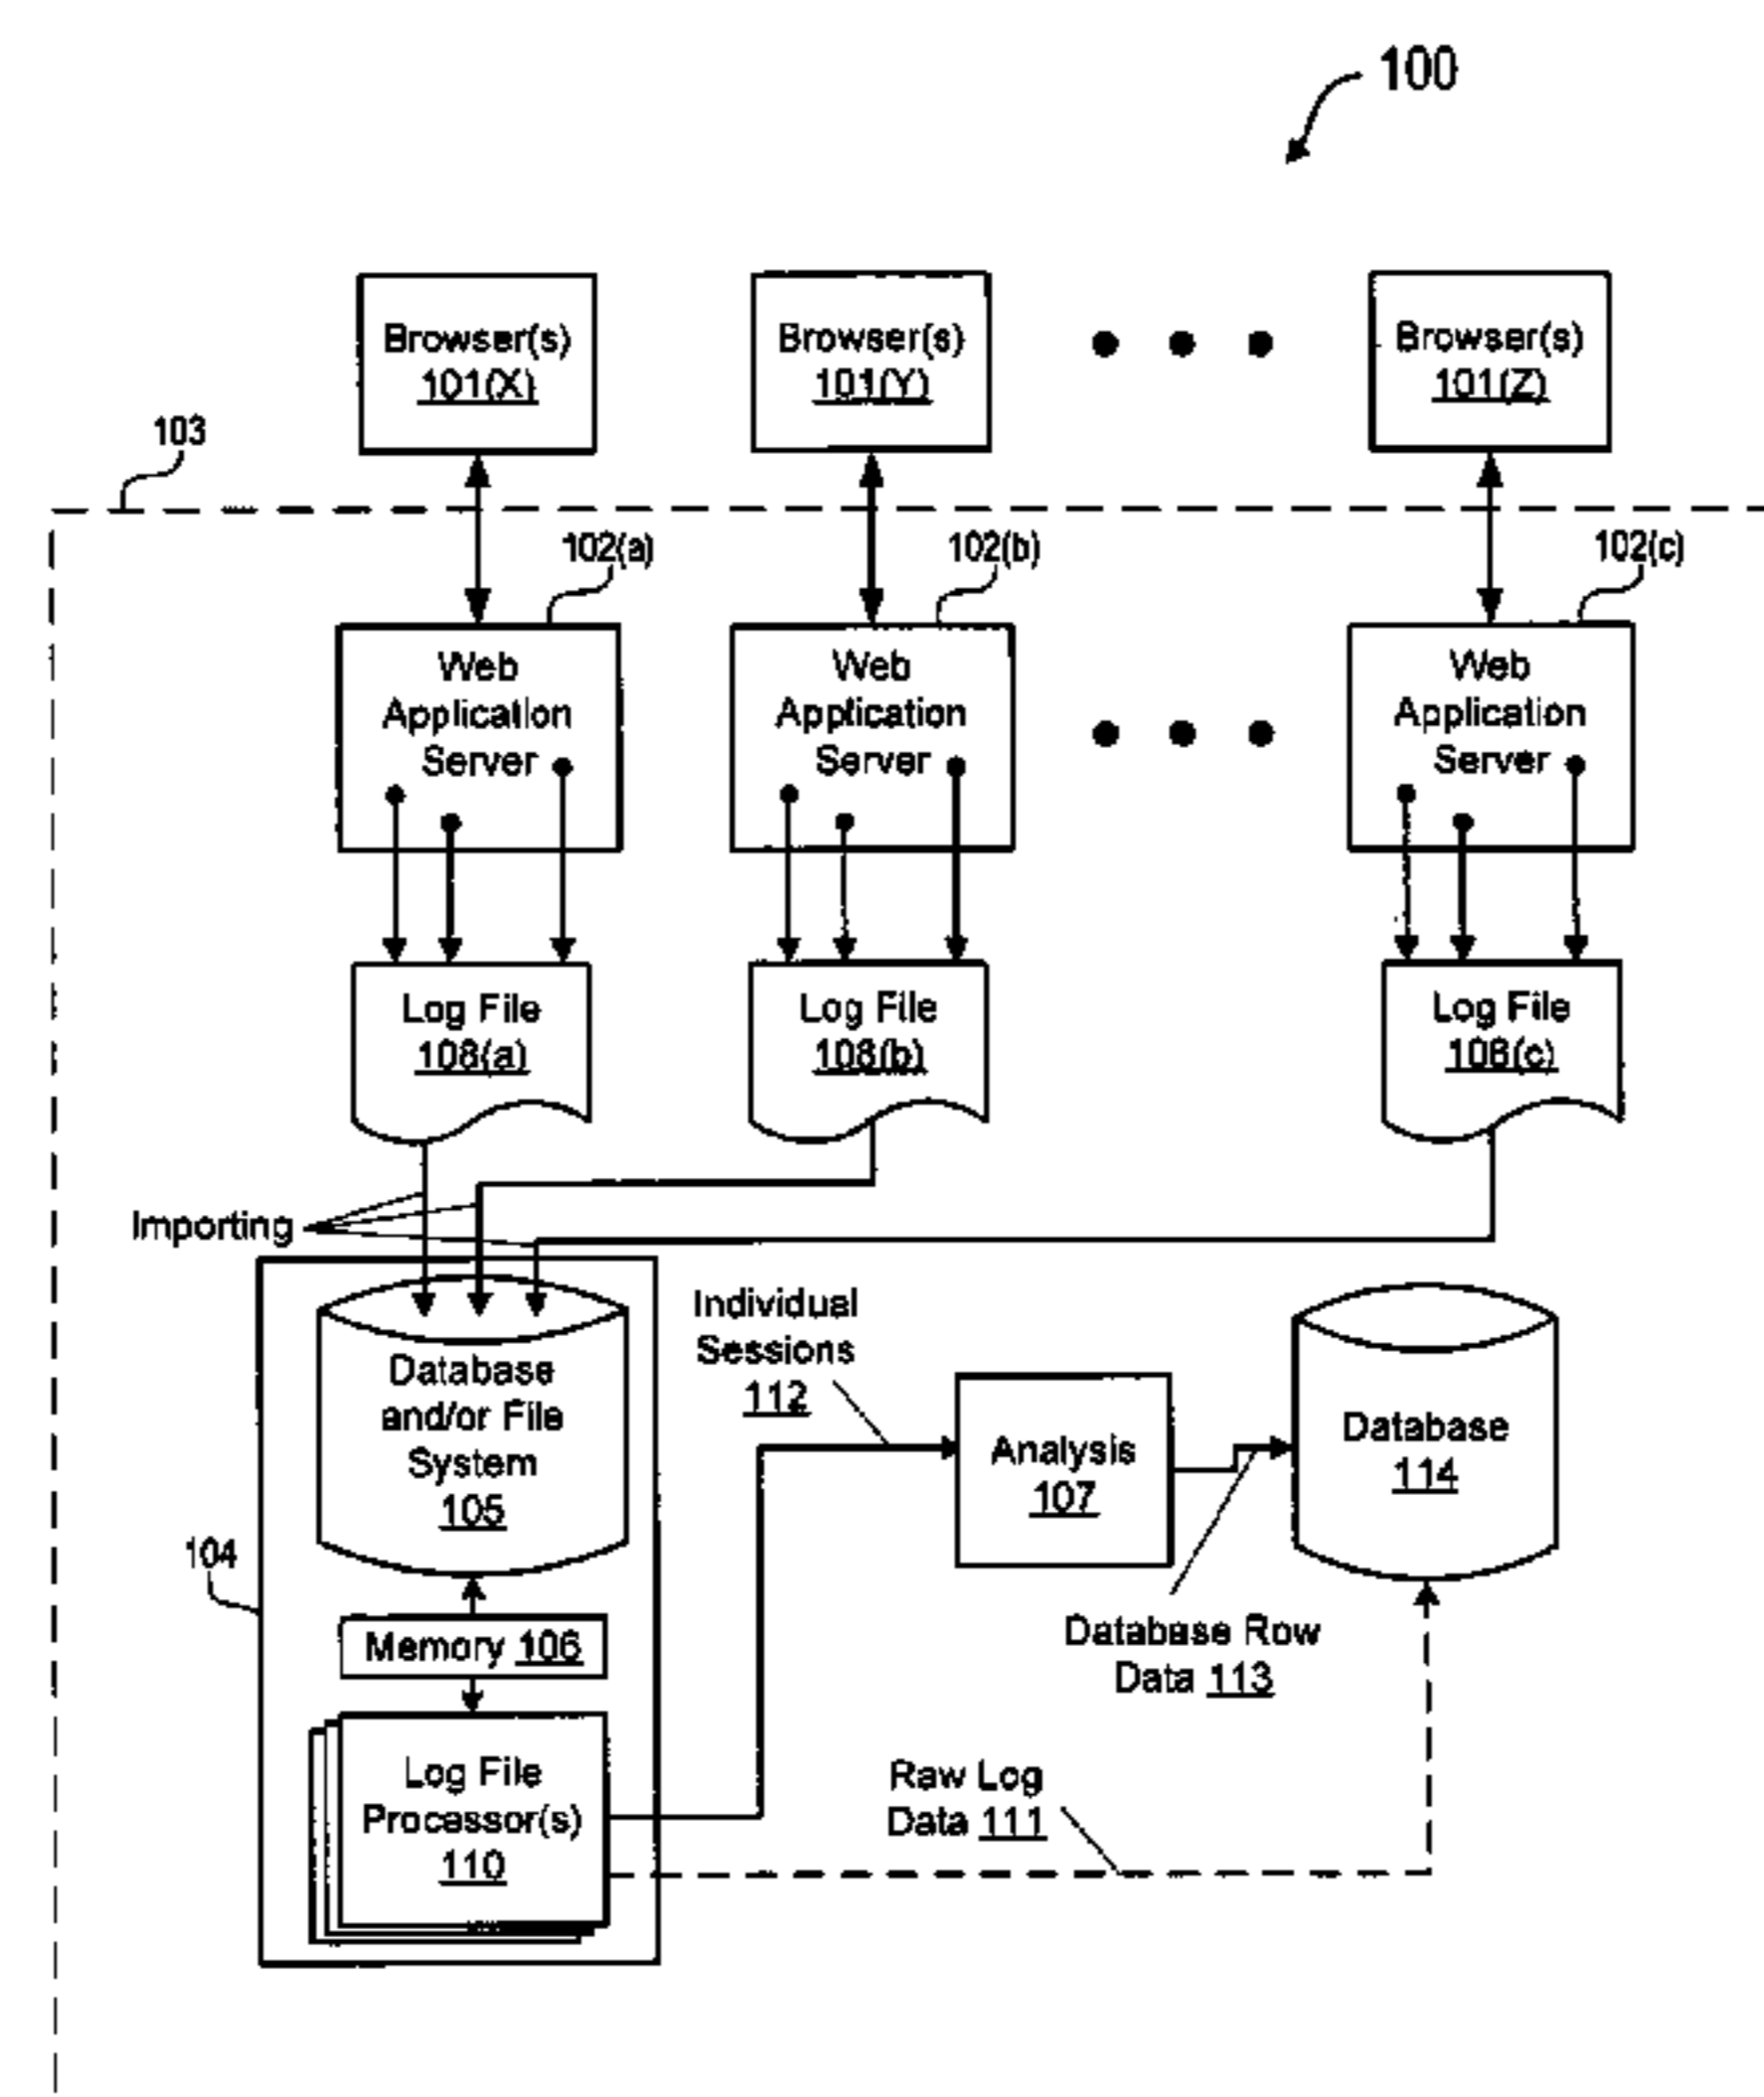 100
Browser(s)
101(X)
Browser(s)
101(Y)
Browser(s)
101(Z)
103
102(a)
102(b)
102(c)
Web
Application
Server
Web
Application
Server
Web
Application
Server
Log File
108(a)
Log File
108(b)
Log File
108(c)
Importing
Database
and/or File
System
105
Individual
Sessions
112
Analysis
107
Database
114
104
Memory 106
Database Row
Data 113
Log File
Processor(s)
110
Raw Log
Data 111